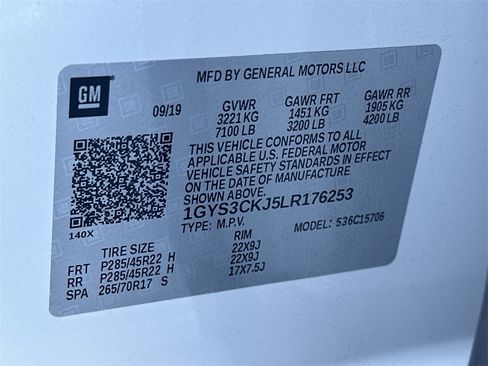 MFD BY GENERAL MOTORS LLC
GM
09/19 GVWR GAWR FRT GAWR RR
3221 KG 1451 KG 1905 KG
7100 LB 3200 LB 4200 LB
THIS VEHICLE CONFORMS TO ALL
APPLICABLE U.S. FEDERAL MOTOR
VEHICLE SAFETY STANDARDS IN EFFECT
ON THE DATE OF MANUFACTURE
SHOWN ABOVE.
1GYS3CKJ5LR176253
140X TYPE: M.P.V. MODEL: 536C15706
TIRE SIZE RIM
FRT P285/45R22 H 22X9J
RR P285/45R22 H 22X9J
SPA 265/70R17 S 17X7.5J